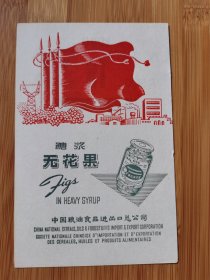 糖浆
无花果
Figs
IN HEAVY SYRUP
中国粮油食品进出口总公司
CHINA NATIONAL CEREALS, OILS & FOODSTUFFS IMPORT & EXPORT CORPORATION
SOCIETE NATIONALE CHINOISE D'IMPORTATION ET D'EXPORTATION
DES CEREALES, HUILES ET PRODUITS ALIMENTAIRES